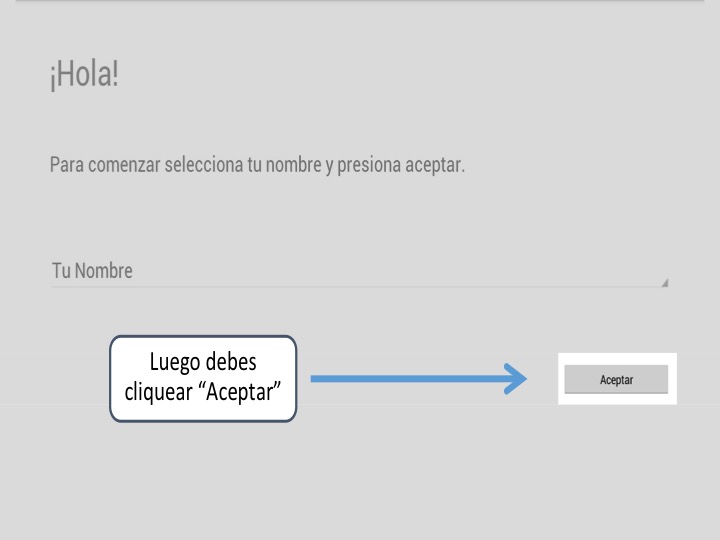 ¡Hola!
Para comenzar selecciona tu nombre y presiona aceptar.
Tu Nombre
Luego debes
cliquear “Aceptar”
Aceptar